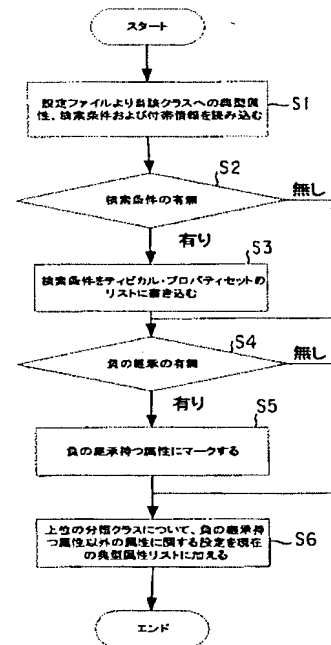 スタート
設定ファイルより当該クラスへの典型属
性、検索条件および付帯情報を読み込む
S1
S2
検索条件の有無
無し
有り
S3
検索条件をティピカル・プロパティセットの
リストに書き込む
S4
負の継承の有無
無し
有り
S5
負の継承持つ属性にマークする
上位の分類クラスについて、負の継承持
つ属性以外の属性に関する設定を現在
の典型属性リストに加える
S6
エンド